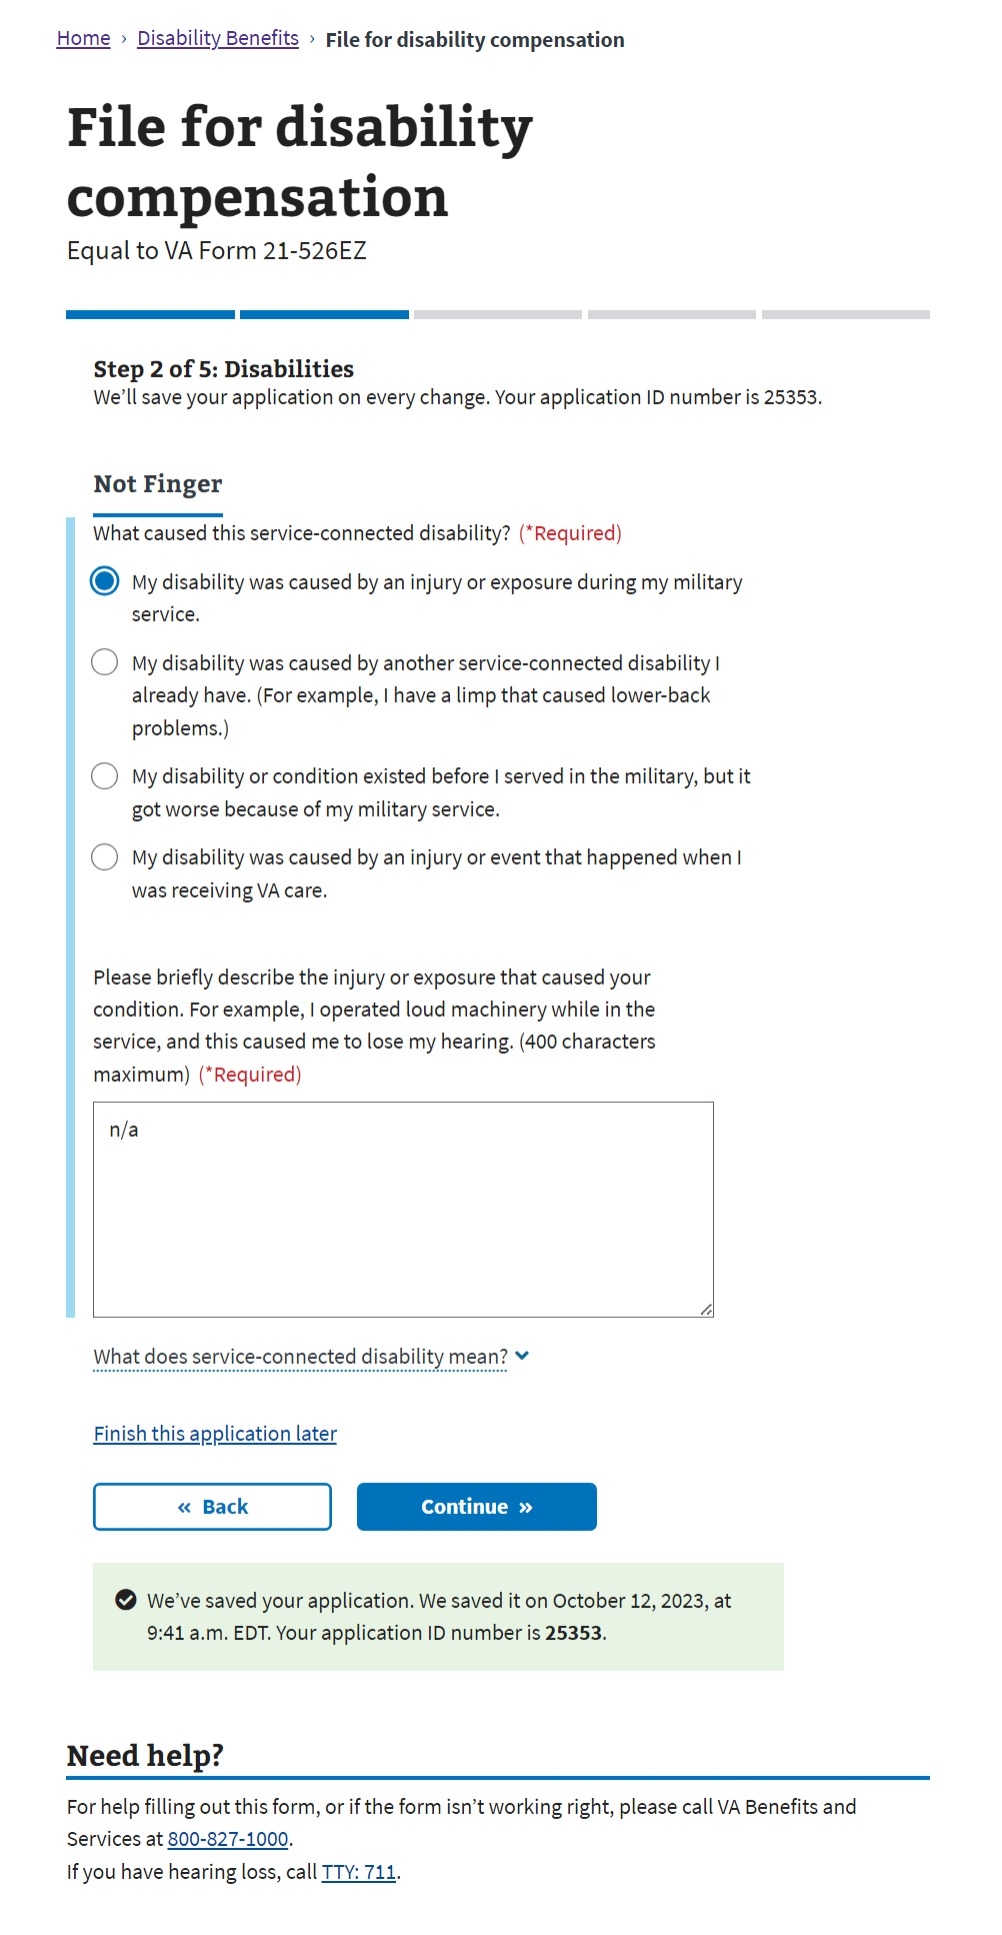 Home › Disability Benefits › File for disability compensation
File for disability
compensation
Equal to VA Form 21-526EZ
Step 2 of 5: Disabilities
We’ll save your application on every change. Your application ID number is 25353.
Not Finger
What caused this service-connected disability? (*Required)
My disability was caused by an injury or exposure during my military
service.
My disability was caused by another service-connected disability I
already have. (For example, I have a limp that caused lower-back
problems.)
My disability or condition existed before I served in the military, but it
got worse because of my military service.
My disability was caused by an injury or event that happened when I
was receiving VA care.
Please briefly describe the injury or exposure that caused your
condition. For example, I operated loud machinery while in the
service, and this caused me to lose my hearing. (400 characters
maximum) (*Required)
n/a
What does service-connected disability mean?
Finish this application later
« Back
Continue »
We’ve saved your application. We saved it on October 12, 2023, at
9:41 a.m. EDT. Your application ID number is 25353.
Need help?
For help filling out this form, or if the form isn’t working right, please call VA Benefits and
Services at 800-827-1000.
If you have hearing loss, call TTY: 711.